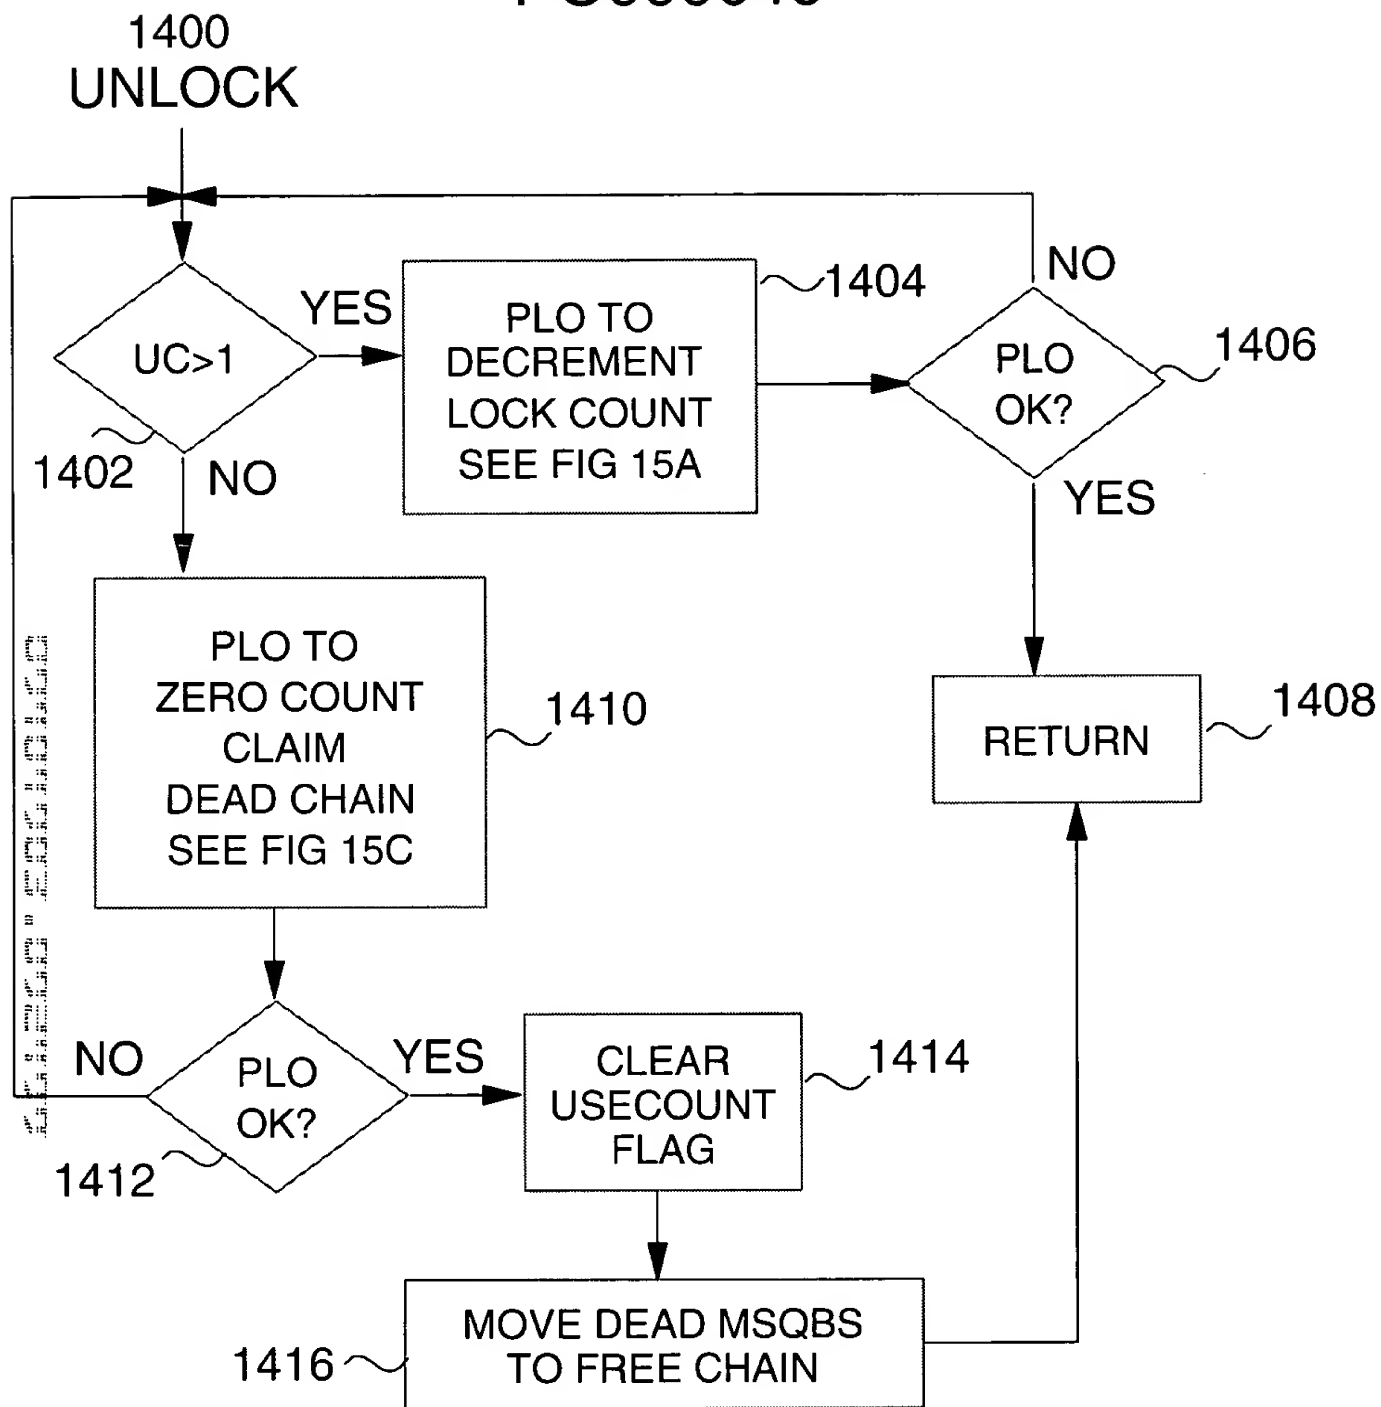 1400
UNLOCK
NO
YES
1404
PLO TO
DECREMENT
LOCK COUNT
SEE FIG 15A
UC>1
PLO
OK?
1406
1402
NO
YES
PLO TO
ZERO COUNT
CLAIM
DEAD CHAIN
SEE FIG 15C
1410
RETURN
1408
NO
PLO
OK?
YES
CLEAR
USECOUNT
FLAG
1414
1412
MOVE DEAD MSQBS
TO FREE CHAIN
1416